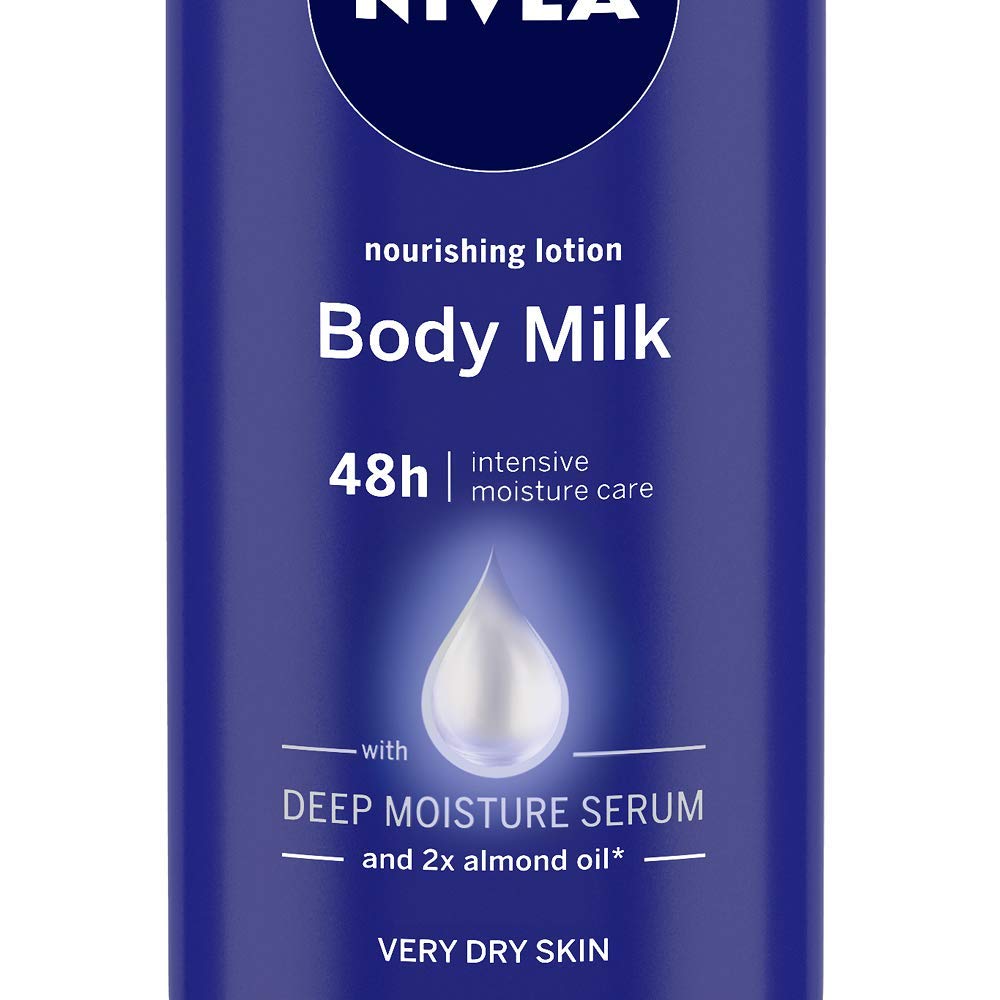 NIVEA
nourishing lotion
Body Milk
48h
intensive
moisture care
with
DEEP MOISTURE SERUM
and 2x almond oil*
VERY DRY SKIN